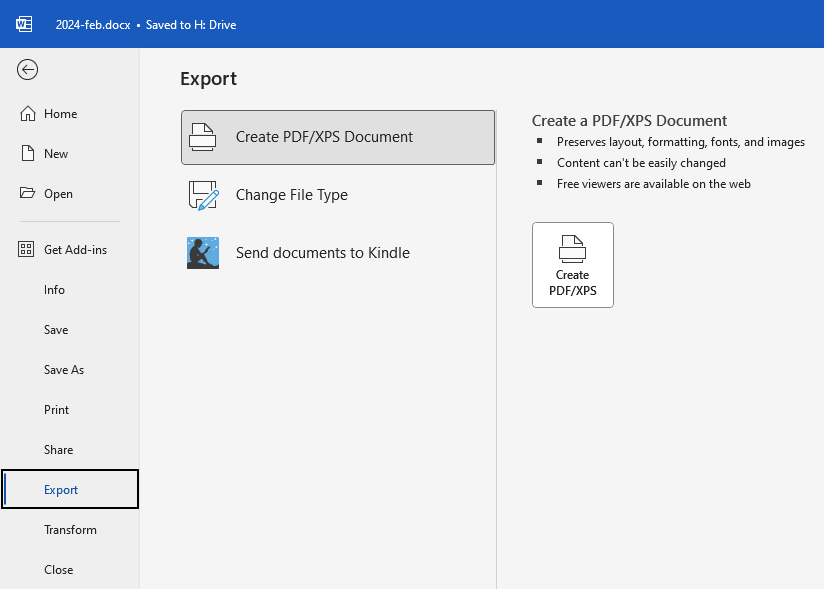 2024-feb.docx • Saved to H: Drive
Home
New
Open
Get Add-ins
Info
Save
Save As
Print
Share
Export
Transform
Close
Export
Create PDF/XPS Document
Change File Type
Send documents to Kindle
Create a PDF/XPS Document
Preserves layout, formatting, fonts, and images
Content can't be easily changed
Free viewers are available on the web
Create
PDF/XPS